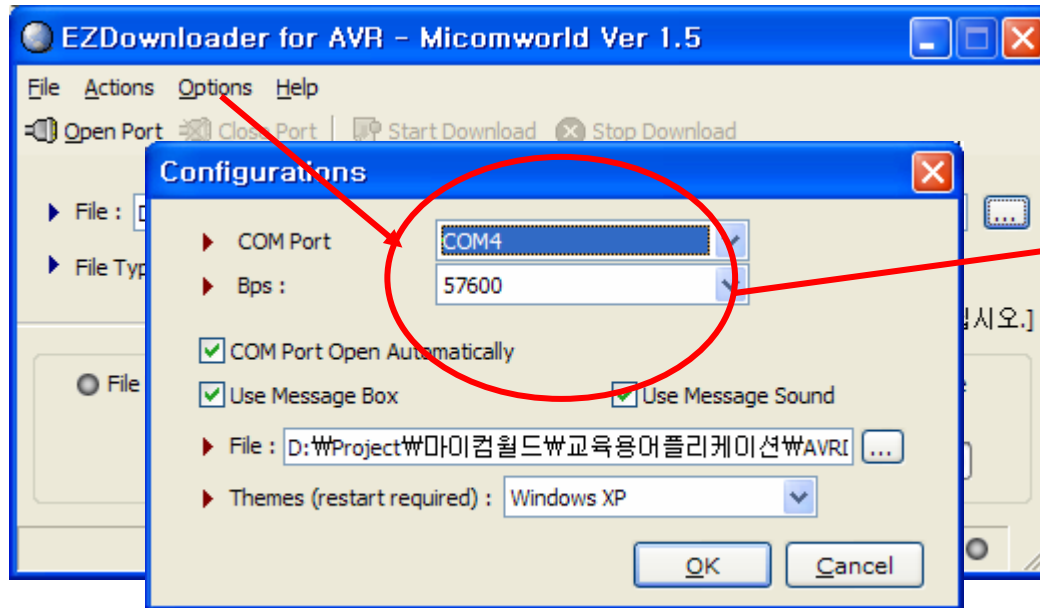 EZDownloader for AVR - Micomworld Ver 1.5
File Actions Options Help
Open Port Close Port Start Download Stop Download
Configurations
File :
...
COM Port COM4
File Typ
Bps : 57600
시오.]
COM Port Open Automatically
File
Use Message Box Use Message Sound
File : D:₩Project₩마이컴월드₩교육용어플리케이션₩AVRI ...
Themes (restart required) : Windows XP
OK Cancel